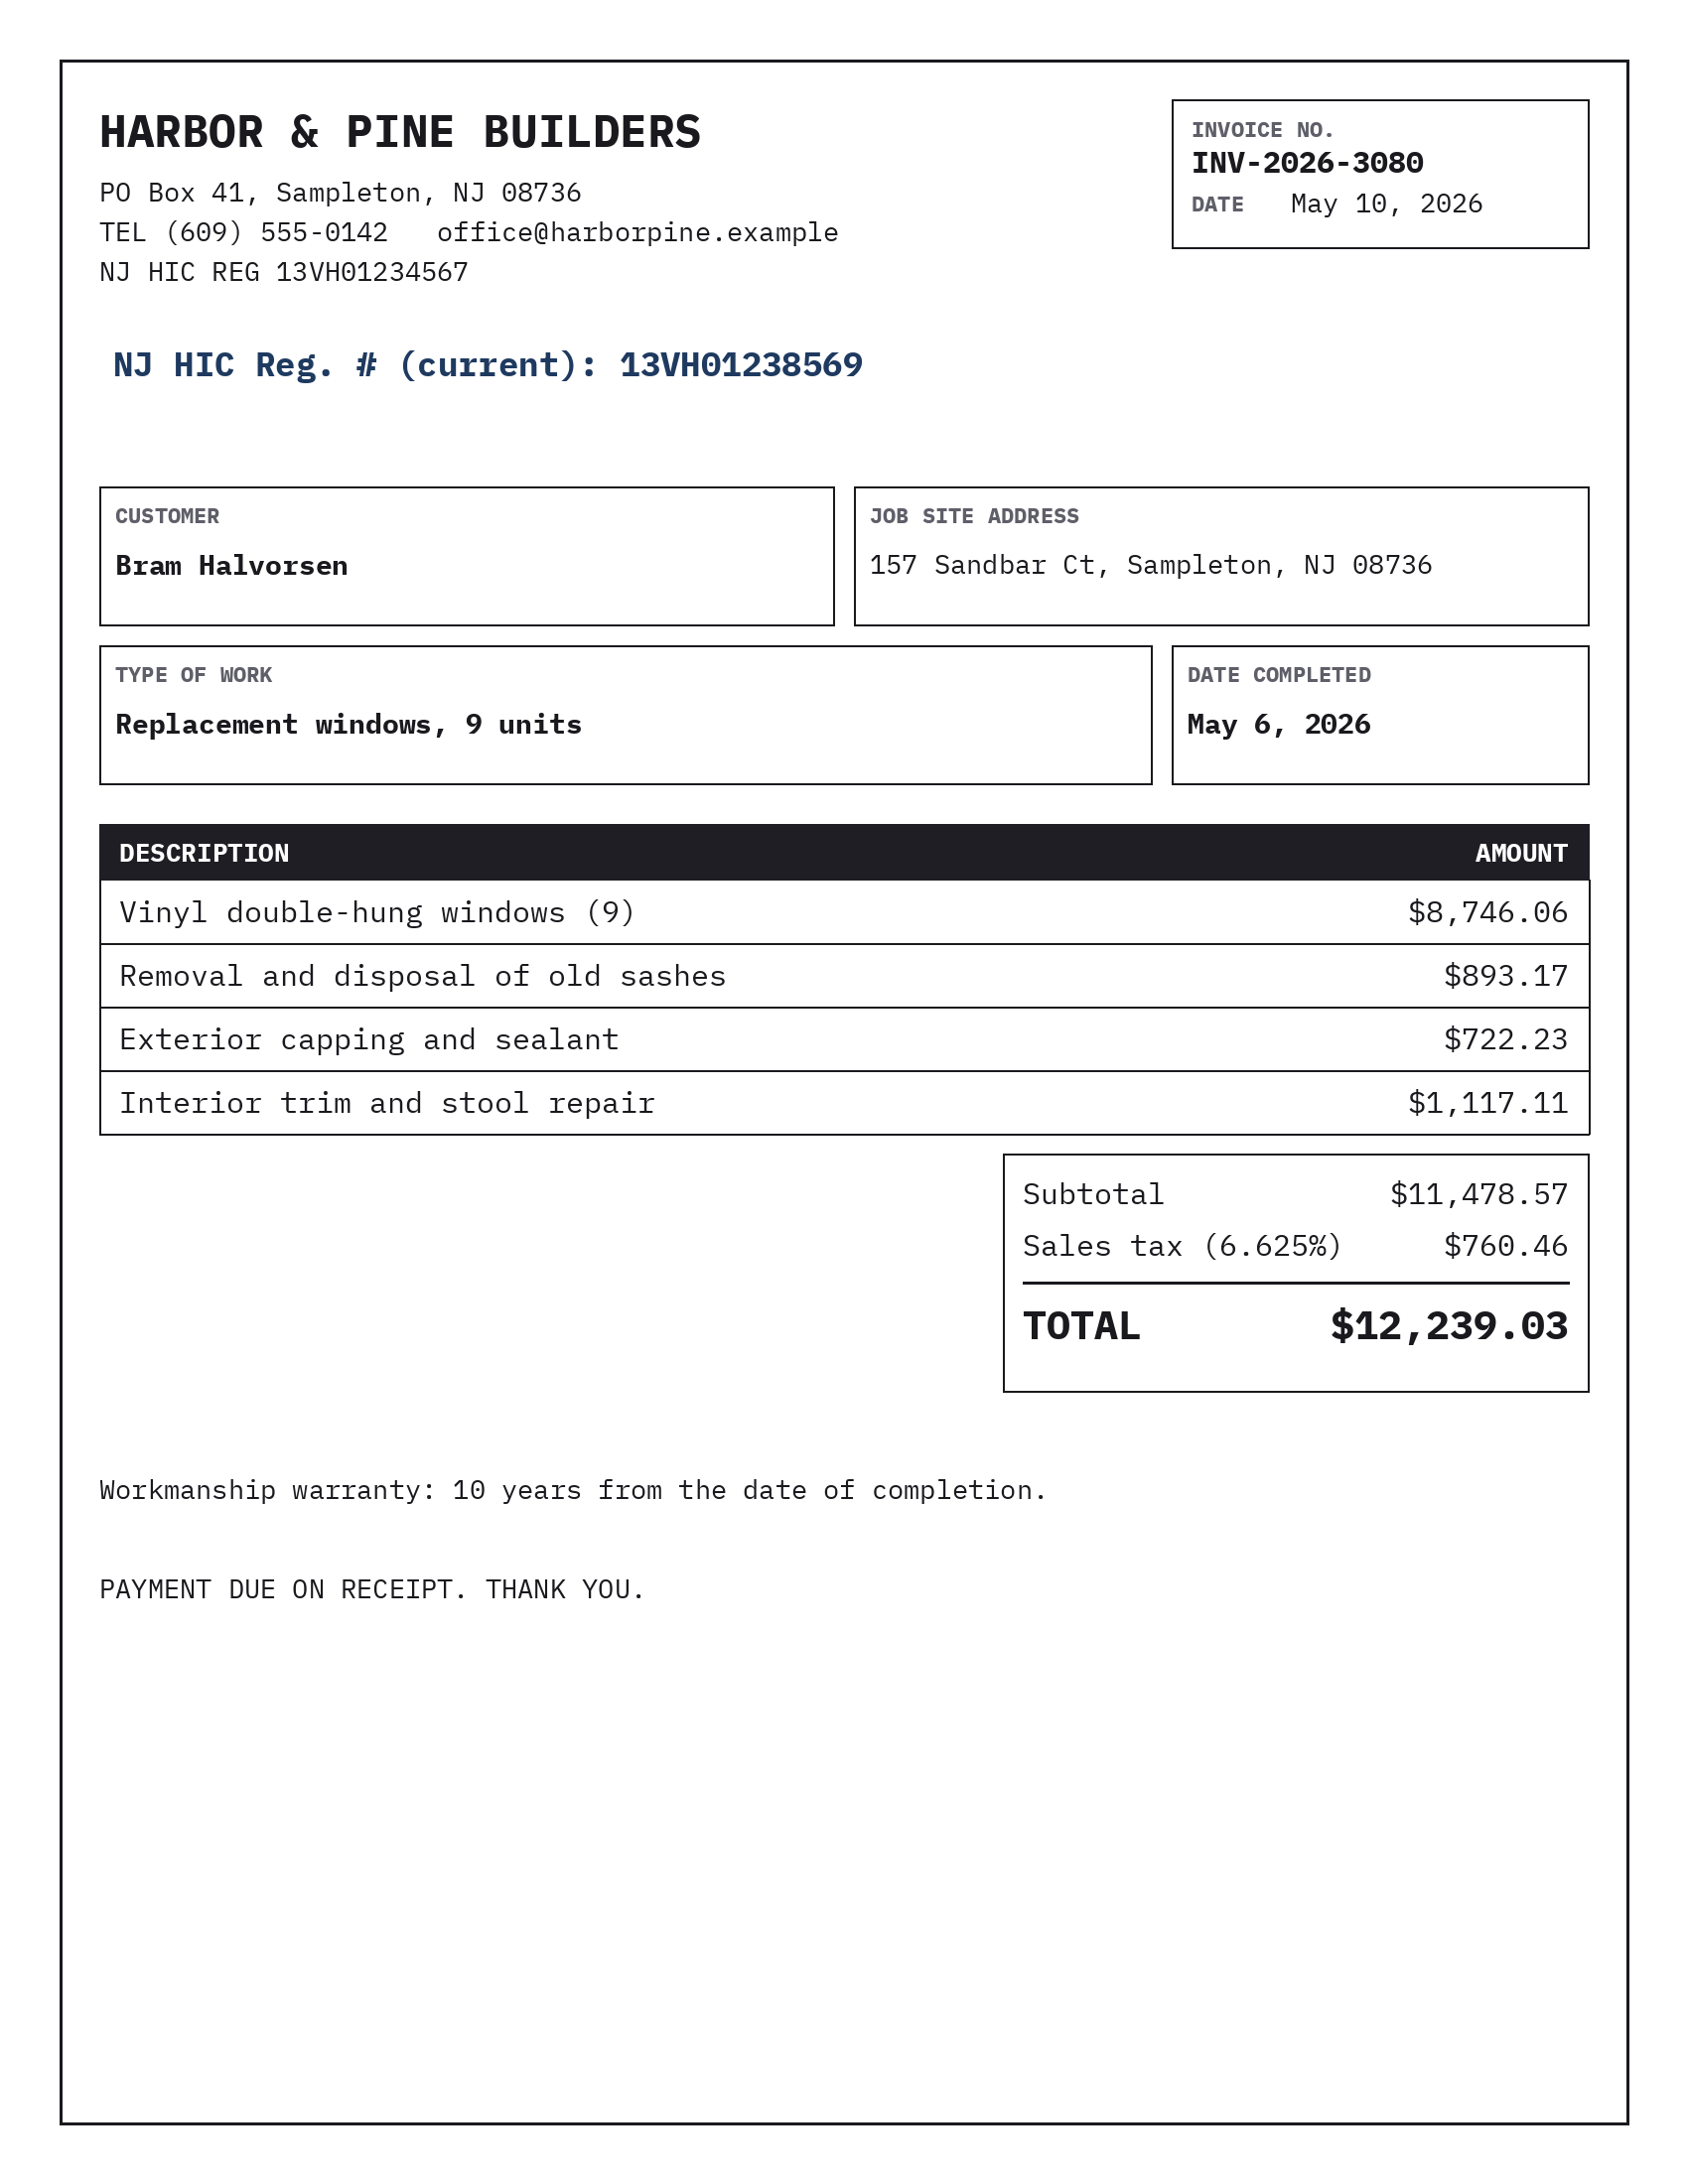 HARBOR & PINE BUILDERS
PO Box 41, Sampleton, NJ 08736
TEL (609) 555-0142 office@harborpine.example
NJ HIC REG 13VH01234567
INVOICE NO.
INV-2026-3080
DATE May 10, 2026
NJ HIC Reg. # (current): 13VH01238569
CUSTOMER
Bram Halvorsen
JOB SITE ADDRESS
157 Sandbar Ct, Sampleton, NJ 08736
TYPE OF WORK
Replacement windows, 9 units
DATE COMPLETED
May 6, 2026
DESCRIPTION AMOUNT
Vinyl double-hung windows (9) $8,746.06
Removal and disposal of old sashes $893.17
Exterior capping and sealant $722.23
Interior trim and stool repair $1,117.11
Subtotal $11,478.57
Sales tax (6.625%) $760.46
TOTAL $12,239.03
Workmanship warranty: 10 years from the date of completion.
PAYMENT DUE ON RECEIPT. THANK YOU.